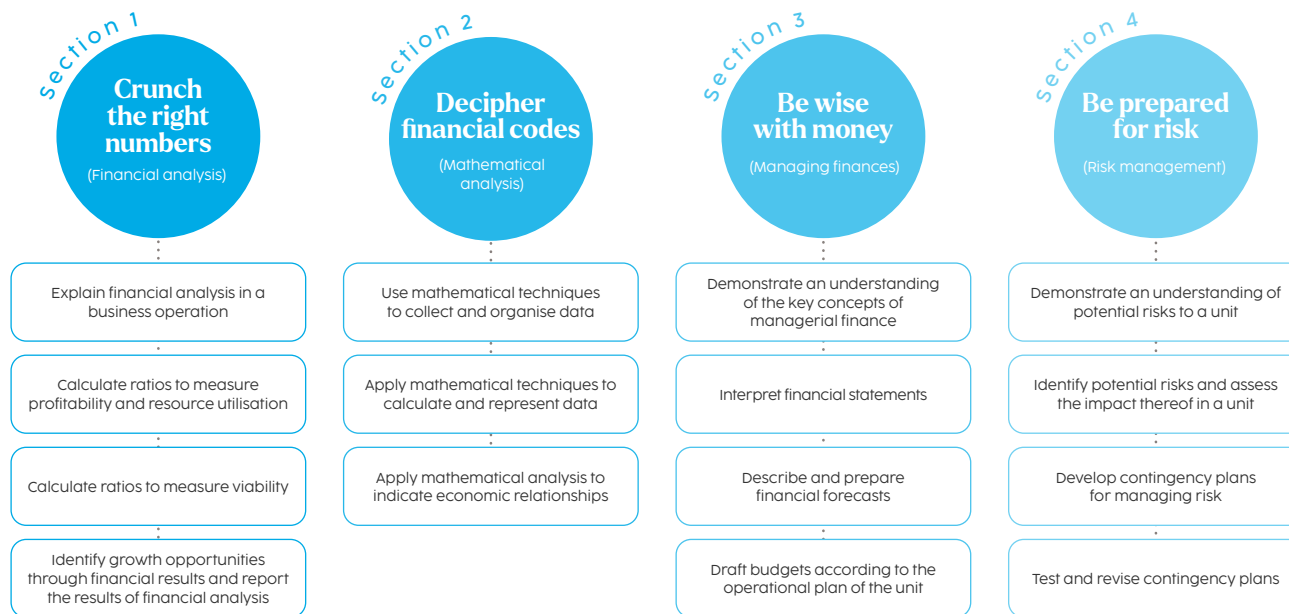 Section 1
Crunch
the right
numbers
(Financial analysis)
Explain financial analysis in a
business operation
Calculate ratios to measure
profitability and resource utilisation
Calculate ratios to measure viability
Identify growth opportunities
through financial results and report
the results of financial analysis
Section 2
Decipher
financial codes
(Mathematical
analysis)
Use mathematical techniques
to collect and organise data
Apply mathematical techniques to
calculate and represent data
Apply mathematical analysis to
indicate economic relationships
Section 3
Be wise
with money
(Managing finances)
Demonstrate an understanding
of the key concepts of
managerial finance
Interpret financial statements
Describe and prepare
financial forecasts
Draft budgets according to the
operational plan of the unit
Section 4
Be prepared
for risk
(Risk management)
Demonstrate an understanding of
potential risks to a unit
Identify potential risks and assess
the impact thereof in a unit
Develop contingency plans
for managing risk
Test and revise contingency plans